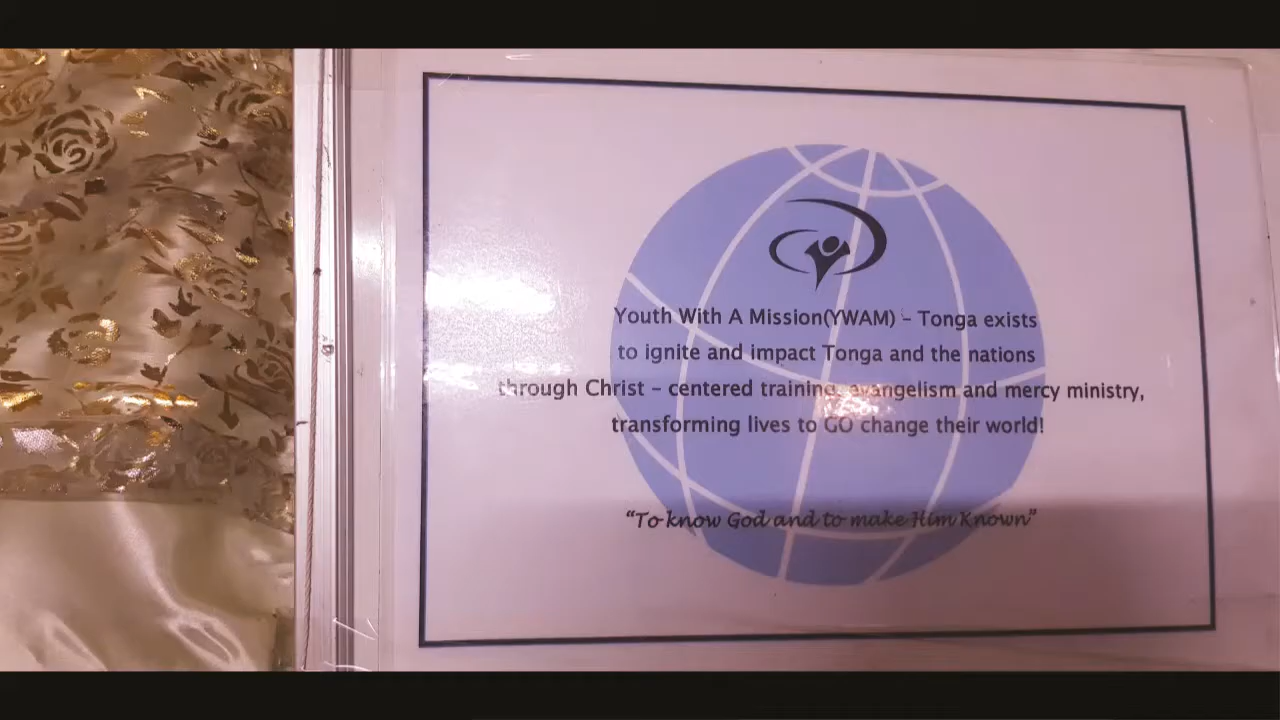 Youth With A Mission(YWAM) – Tonga exists
to ignite and impact Tonga and the nations
through Christ – centered training, evangelism and mercy ministry,
transforming lives to GO change their world!
“To know God and to make Him Known”